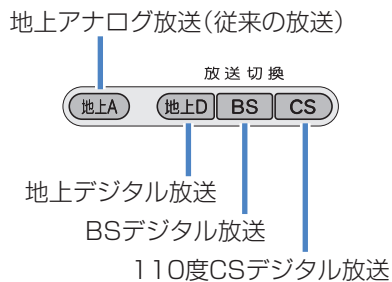 地上アナログ放送(従来の放送)
放送切換
地上A 地上D BS CS
地上デジタル放送
BSデジタル放送
110度CSデジタル放送